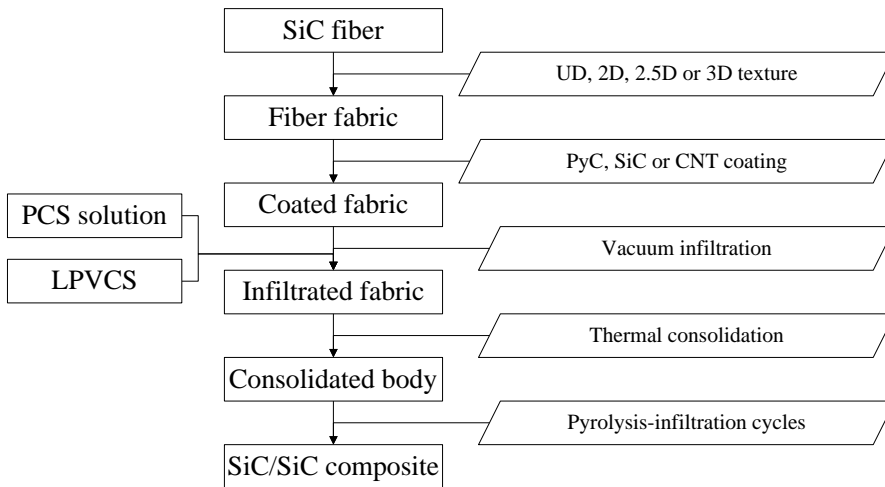 SiC fiber
UD, 2D, 2.5D or 3D texture
Fiber fabric
PyC, SiC or CNT coating
Coated fabric
PCS solution
Vacuum infiltration
LPVCS
Infiltrated fabric
Thermal consolidation
Consolidated body
Pyrolysis-infiltration cycles
SiC/SiC composite